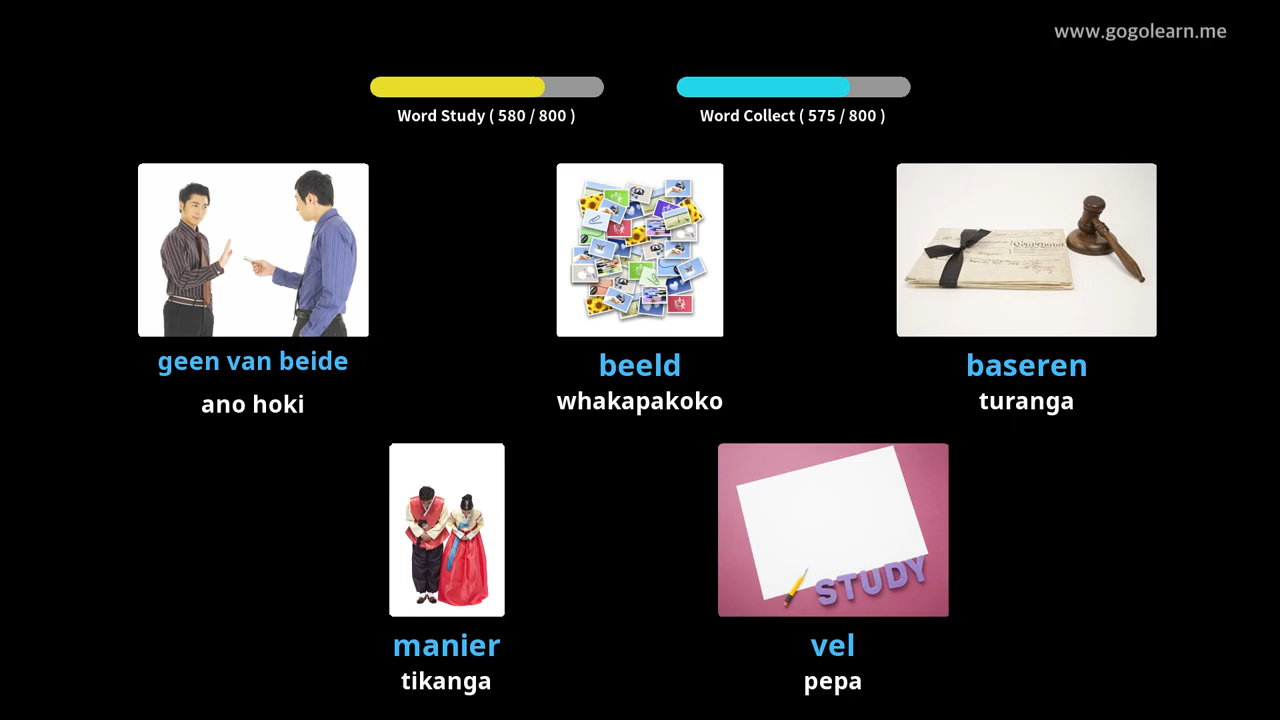 www.gogolearn.me
Word Study ( 580 / 800 )
Word Collect ( 575 / 800 )
geen van beide
ano hoki
beeld
whakapakoko
baseren
turanga
STUDY
manier
tikanga
vel
pepa